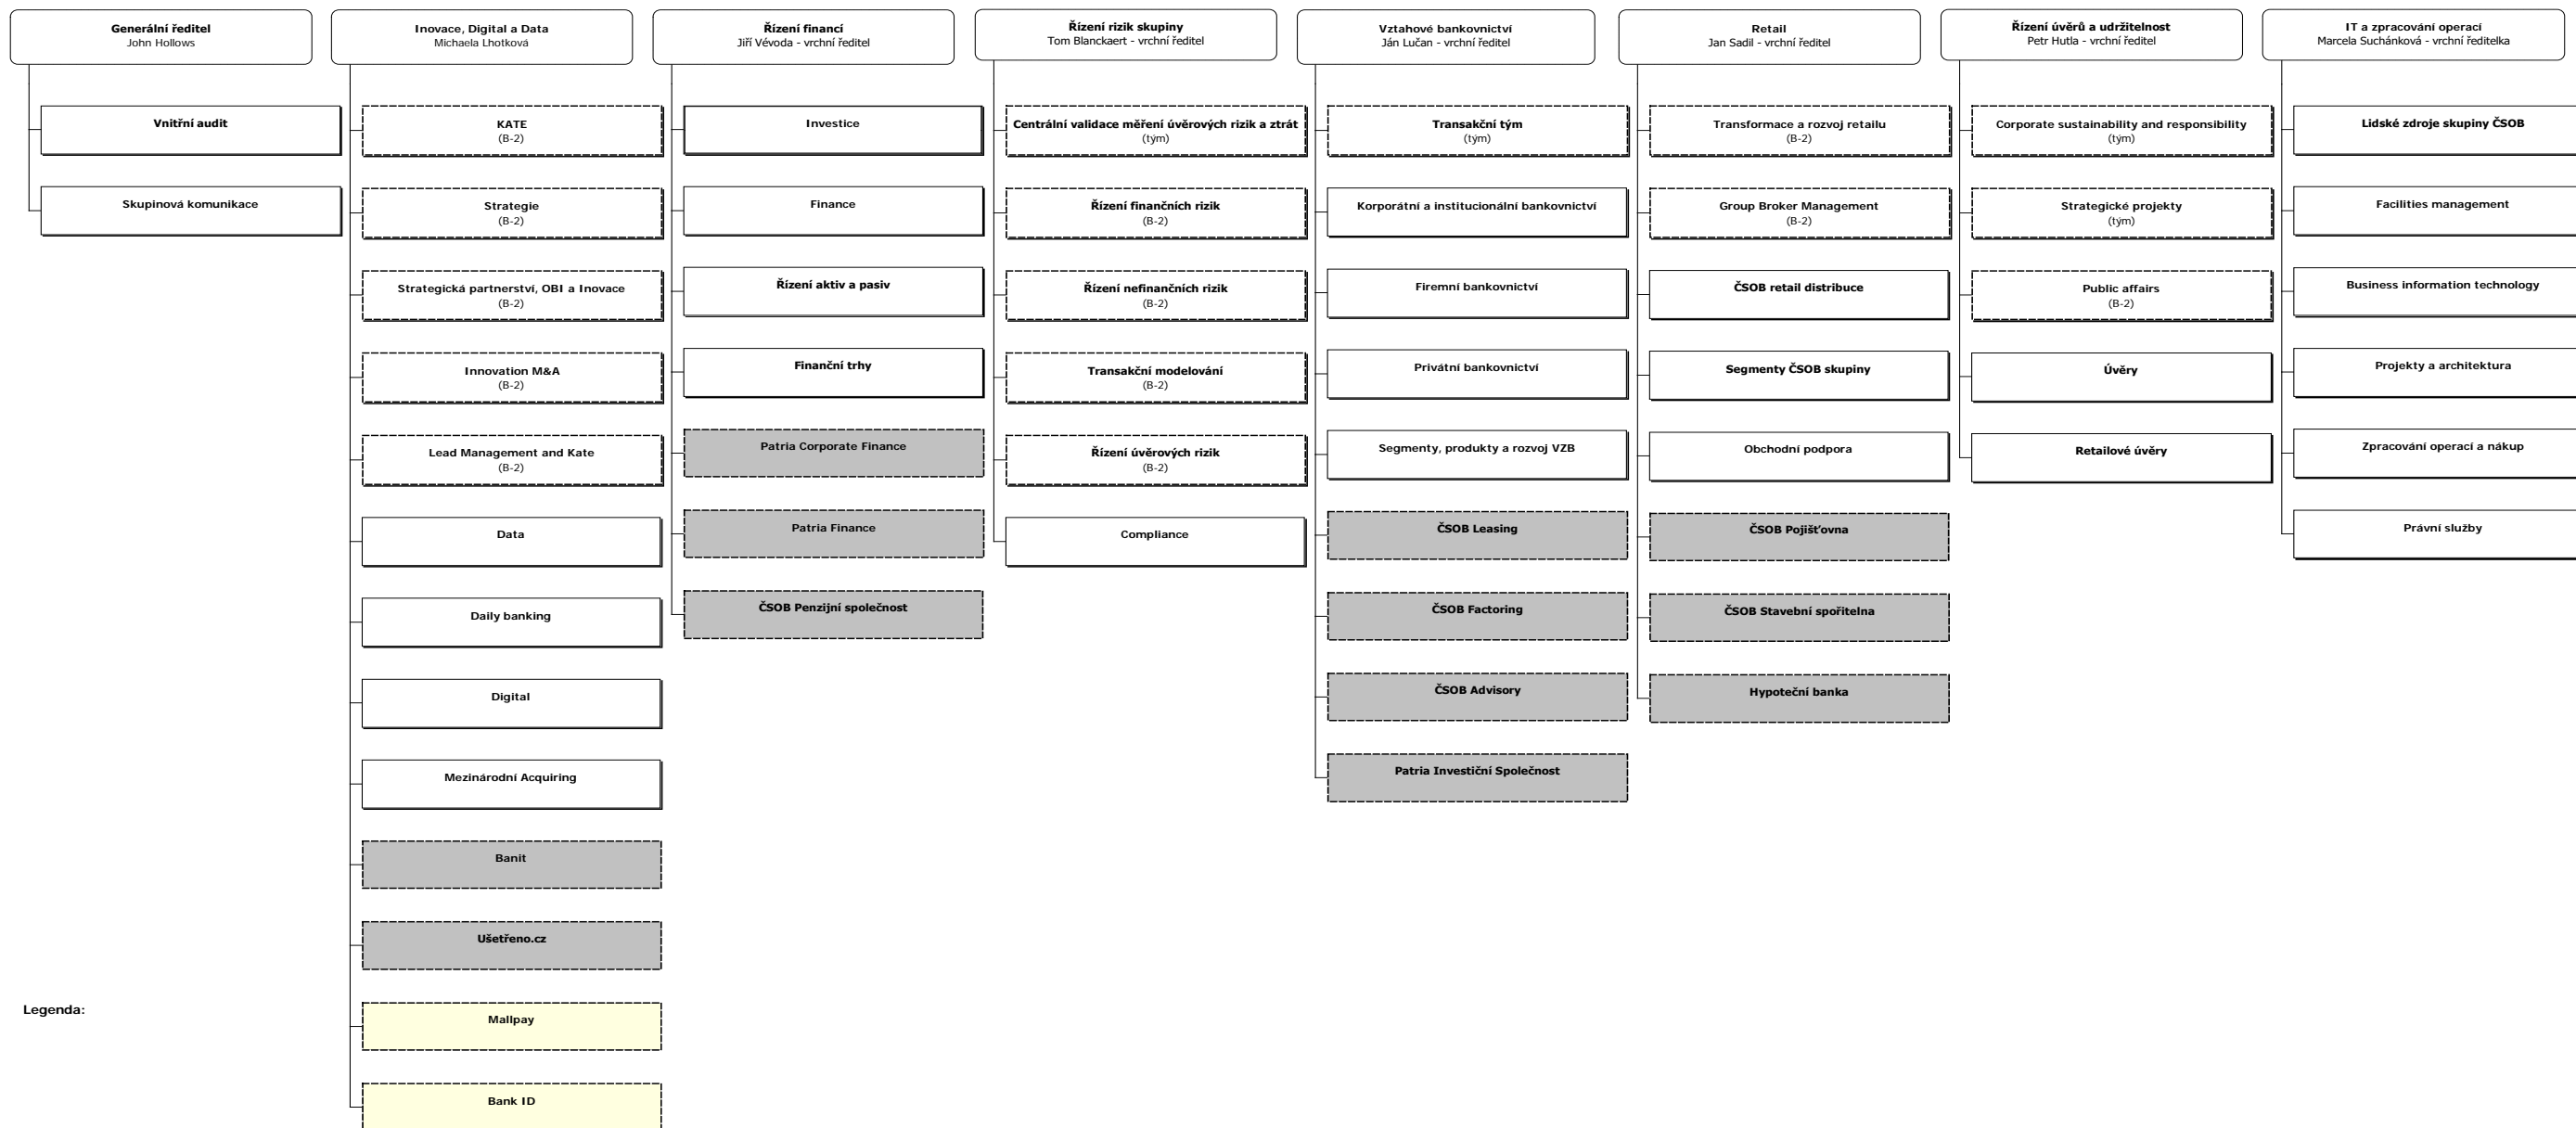 Generální ředitel
John Hollows
Vnitřní audit
Skupinová komunikace
Inovace, Digital a Data
Michaela Lhotková
KATE
(B-2)
Strategie
(B-2)
Strategická partnerství, OBI a Inovace
(B-2)
Innovation M&A
(B-2)
Lead Management and Kate
(B-2)
Data
Daily banking
Digital
Mezinárodní Acquiring
Banit
Ušetřeno.cz
Mallpay
Bank ID
Řízení financí
Jiří Vévoda - vrchní ředitel
Investice
Finance
Řízení aktiv a pasiv
Finanční trhy
Patria Corporate Finance
Patria Finance
ČSOB Penzijní společnost
Řízení rizik skupiny
Tom Blanckaert - vrchní ředitel
Centrální validace měření úvěrových rizik a ztrát
(tým)
Řízení finančních rizik
(B-2)
Řízení nefinančních rizik
(B-2)
Transakční modelování
(B-2)
Řízení úvěrových rizik
(B-2)
Compliance
Vztahové bankovnictví
Ján Lučan - vrchní ředitel
Transakční tým
(tým)
Korporátní a institucionální bankovnictví
Firemní bankovnictví
Privátní bankovnictví
Segmenty, produkty a rozvoj VZB
ČSOB Leasing
ČSOB Factoring
ČSOB Advisory
Patria Investiční Společnost
Retail
Jan Sadil - vrchní ředitel
Transformace a rozvoj retailu
(B-2)
Group Broker Management
(B-2)
ČSOB retail distribuce
Segmenty ČSOB skupiny
Obchodní podpora
ČSOB Pojišťovna
ČSOB Stavební spořitelna
Hypoteční banka
Řízení úvěrů a udržitelnost
Petr Hutla - vrchní ředitel
Corporate sustainability and responsibility
(tým)
Strategické projekty
(tým)
Public affairs
(B-2)
Úvěry
Retailové úvěry
IT a zpracování operací
Marcela Suchánková - vrchní ředitelka
Lidské zdroje skupiny ČSOB
Facilities management
Business information technology
Projekty a architektura
Zpracování operací a nákup
Právní služby
Legenda: